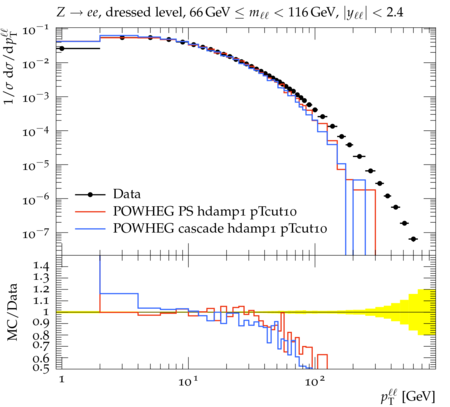 Z → ee, dressed level, 66 GeV ≤ m_ℓℓ < 116 GeV, |y_ℓℓ| < 2.4
1/σ dσ/dp_T^ℓℓ
10^−1
10^−2
10^−3
10^−4
10^−5
10^−6
10^−7
Data
POWHEG PS hdamp1 pTcut10
POWHEG cascade hdamp1 pTcut10
MC/Data
1.4
1.3
1.2
1.1
1
0.9
0.8
0.7
0.6
0.5
1
10^1
10^2
p_T^ℓℓ [GeV]